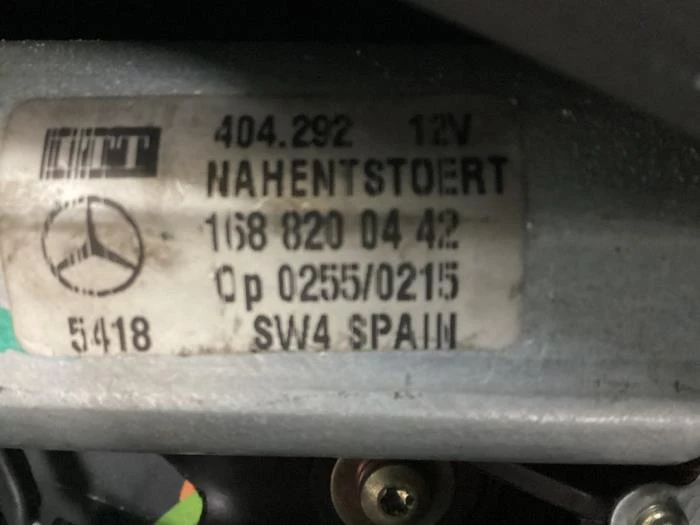 ITT 404.292 12V
NAHENTSTOERT
168 820 04 42
Op 0255/0215
5418 SW4 SPAIN